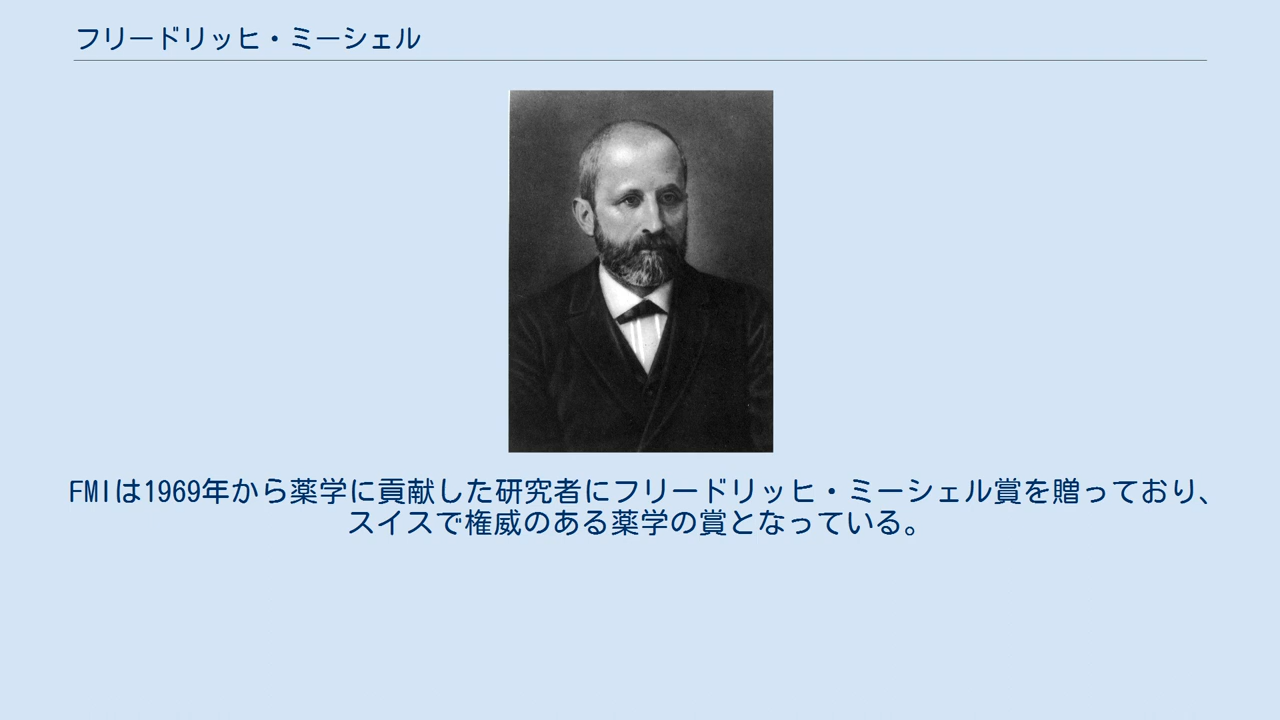 フリードリッヒ・ミーシェル
FMIは1969年から薬学に貢献した研究者にフリードリッヒ・ミーシェル賞を贈っており、
スイスで権威のある薬学の賞となっている。